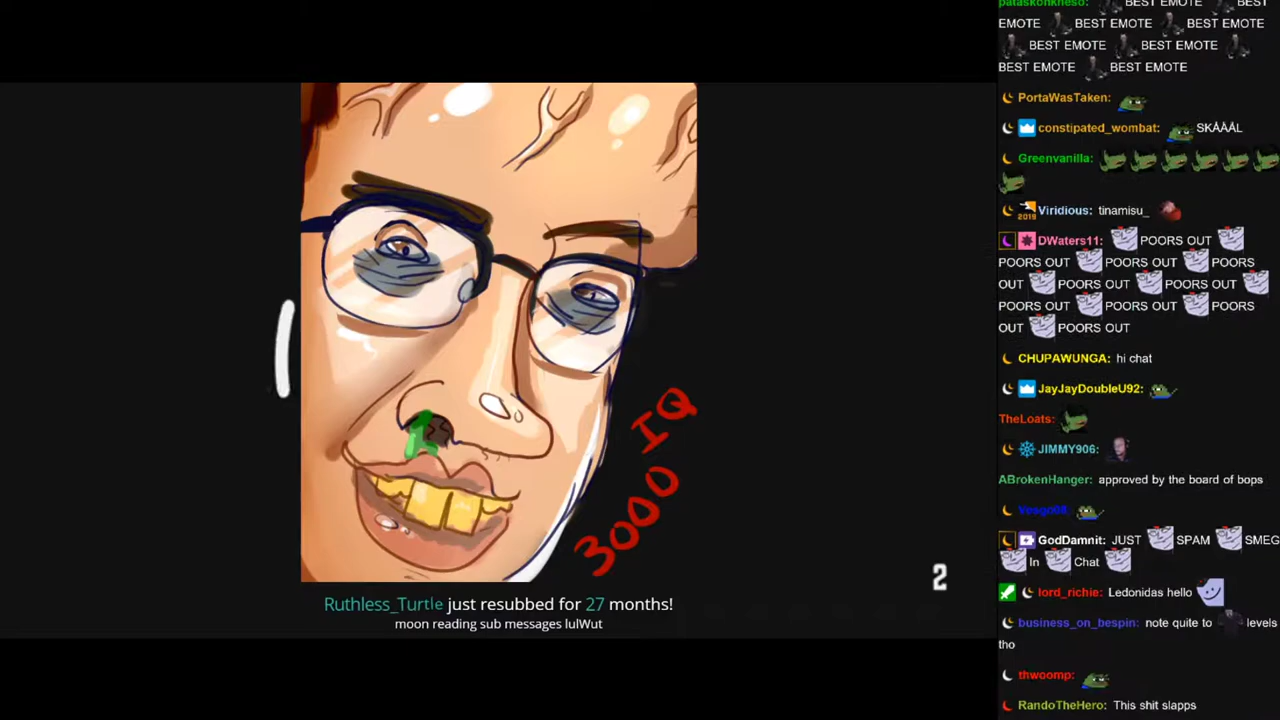 IQ
3000
2
Ruthless_Turtle just resubbed for 27 months!
moon reading sub messages lulWut
pataskonkheso: BEST EMOTE BEST
EMOTE BEST EMOTE BEST EMOTE
BEST EMOTE BEST EMOTE
BEST EMOTE BEST EMOTE
PortaWasTaken:
constipated_wombat: SKÅÅÅL
Greenvanilla:
2019 Viridious: tinamisu_
DWaters11: POORS OUT
POORS OUT POORS OUT POORS
OUT POORS OUT POORS OUT
POORS OUT POORS OUT POORS
OUT POORS OUT
CHUPAWUNGA: hi chat
JayJayDoubleU92:
TheLoats:
JIMMY906:
ABrokenHanger: approved by the board of bops
GodDamnit: JUST SPAM SMEG
In Chat
lord_richie: Ledonidas hello
business_on_bespin: note quite to levels
tho
thwoomp:
RandoTheHero: This shit slapps